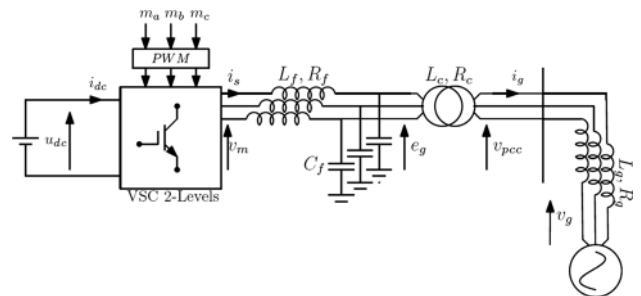 m_a m_b m_c
PWM
i_dc
i_s
L_f, R_f
L_c, R_c
i_g
u_dc
v_m
C_f
e_g
v_pcc
L_g, R_g
v_g
VSC 2-Levels